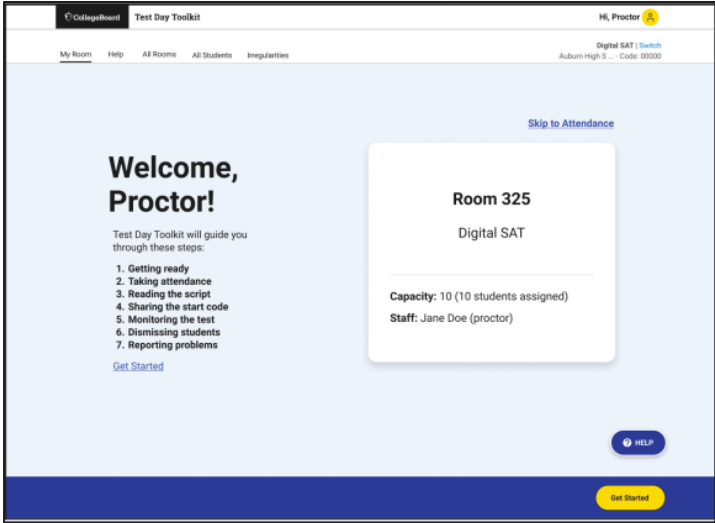 CollegeBoard Test Day Toolkit Hi, Proctor
My Room Help All Rooms All Students Irregularities
Digital SAT | Switch
Auburn High S ... - Code: 00000
Skip to Attendance
Welcome,
Proctor!
Test Day Toolkit will guide you
through these steps:
1. Getting ready
2. Taking attendance
3. Reading the script
4. Sharing the start code
5. Monitoring the test
6. Dismissing students
7. Reporting problems
Get Started
Room 325
Digital SAT
Capacity: 10 (10 students assigned)
Staff: Jane Doe (proctor)
? HELP
Get Started